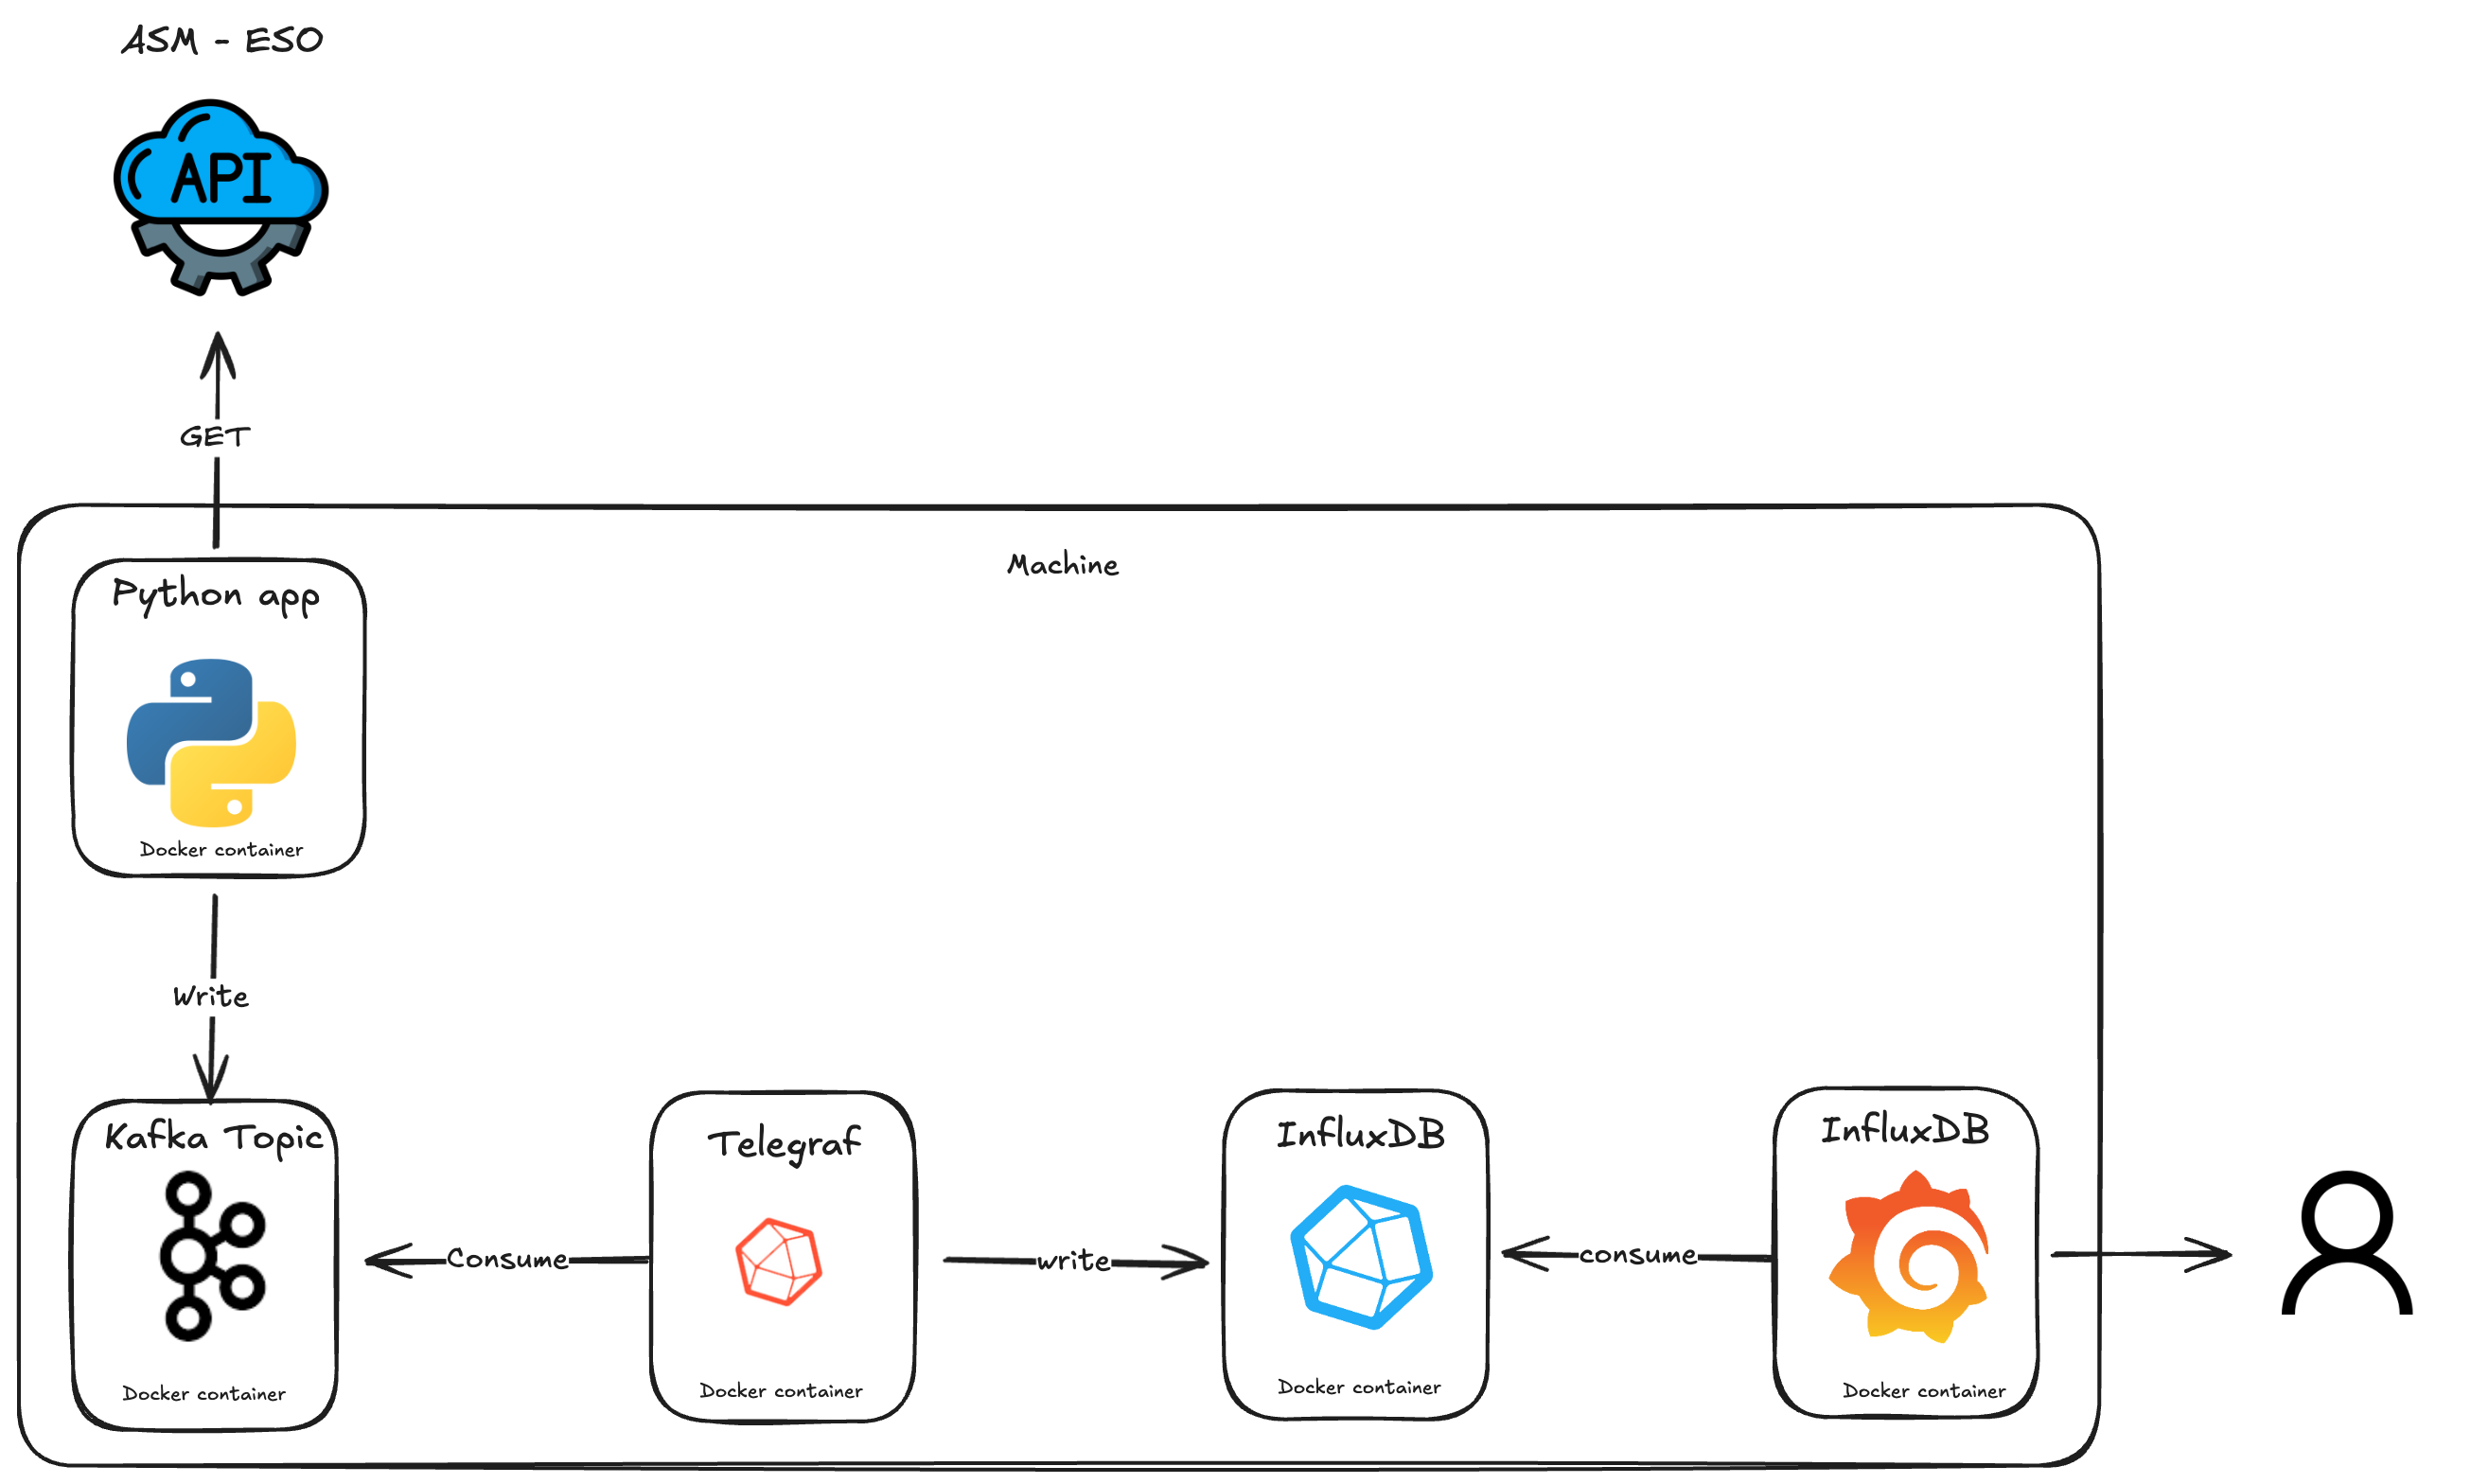 ASM - ESO
API
GET
Machine
Python app
Docker container
Write
Kafka Topic
Docker container
Consume
Telegraf
Docker container
write
InfluxDB
Docker container
consume
InfluxDB
Docker container